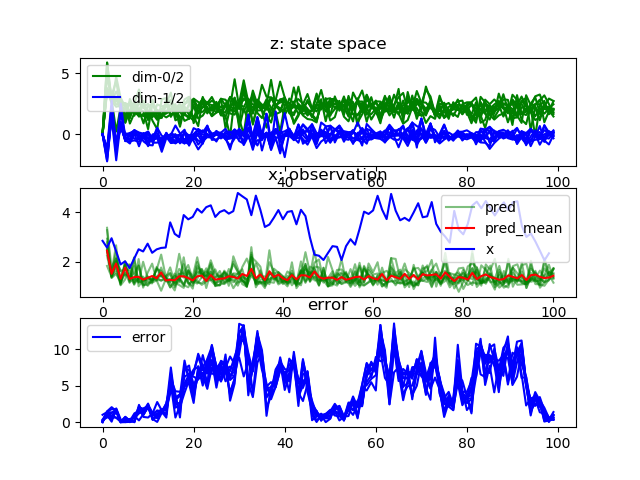 z: state space
5
0
dim-0/2
dim-1/2
0 20 40 60 80 100
x: observation
4
2
pred
pred_mean
x
0 20 40 60 80 100
error
10
5
0
error
0 20 40 60 80 100